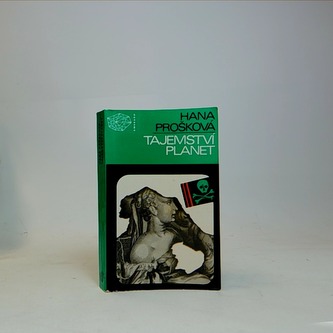 HANA
PROŠKOVÁ
TAJEMSTVÍ
PLANET